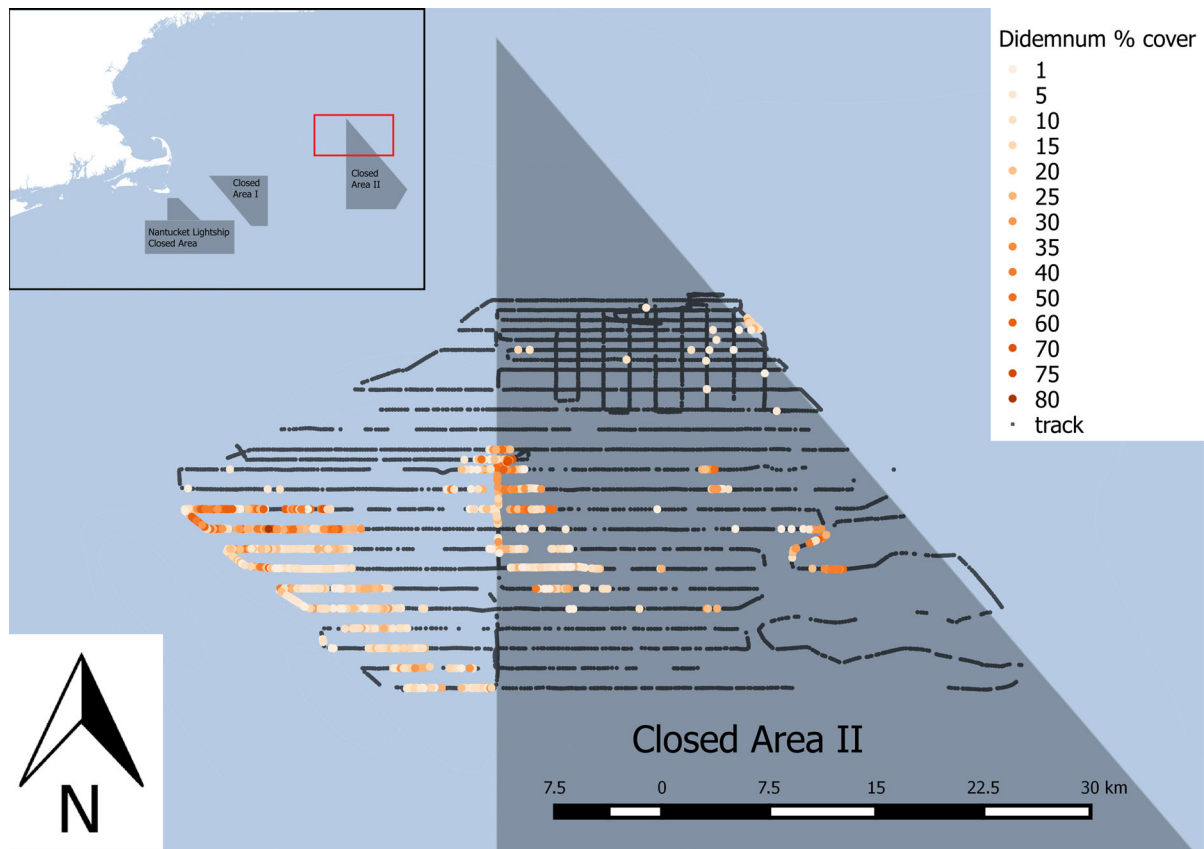 Closed
Area I
Closed
Area II
Nantucket Lightship
Closed Area
Didemnum % cover
1
5
10
15
20
25
30
35
40
50
60
70
75
80
track
Closed Area II
7.5 0 7.5 15 22.5 30 km
N